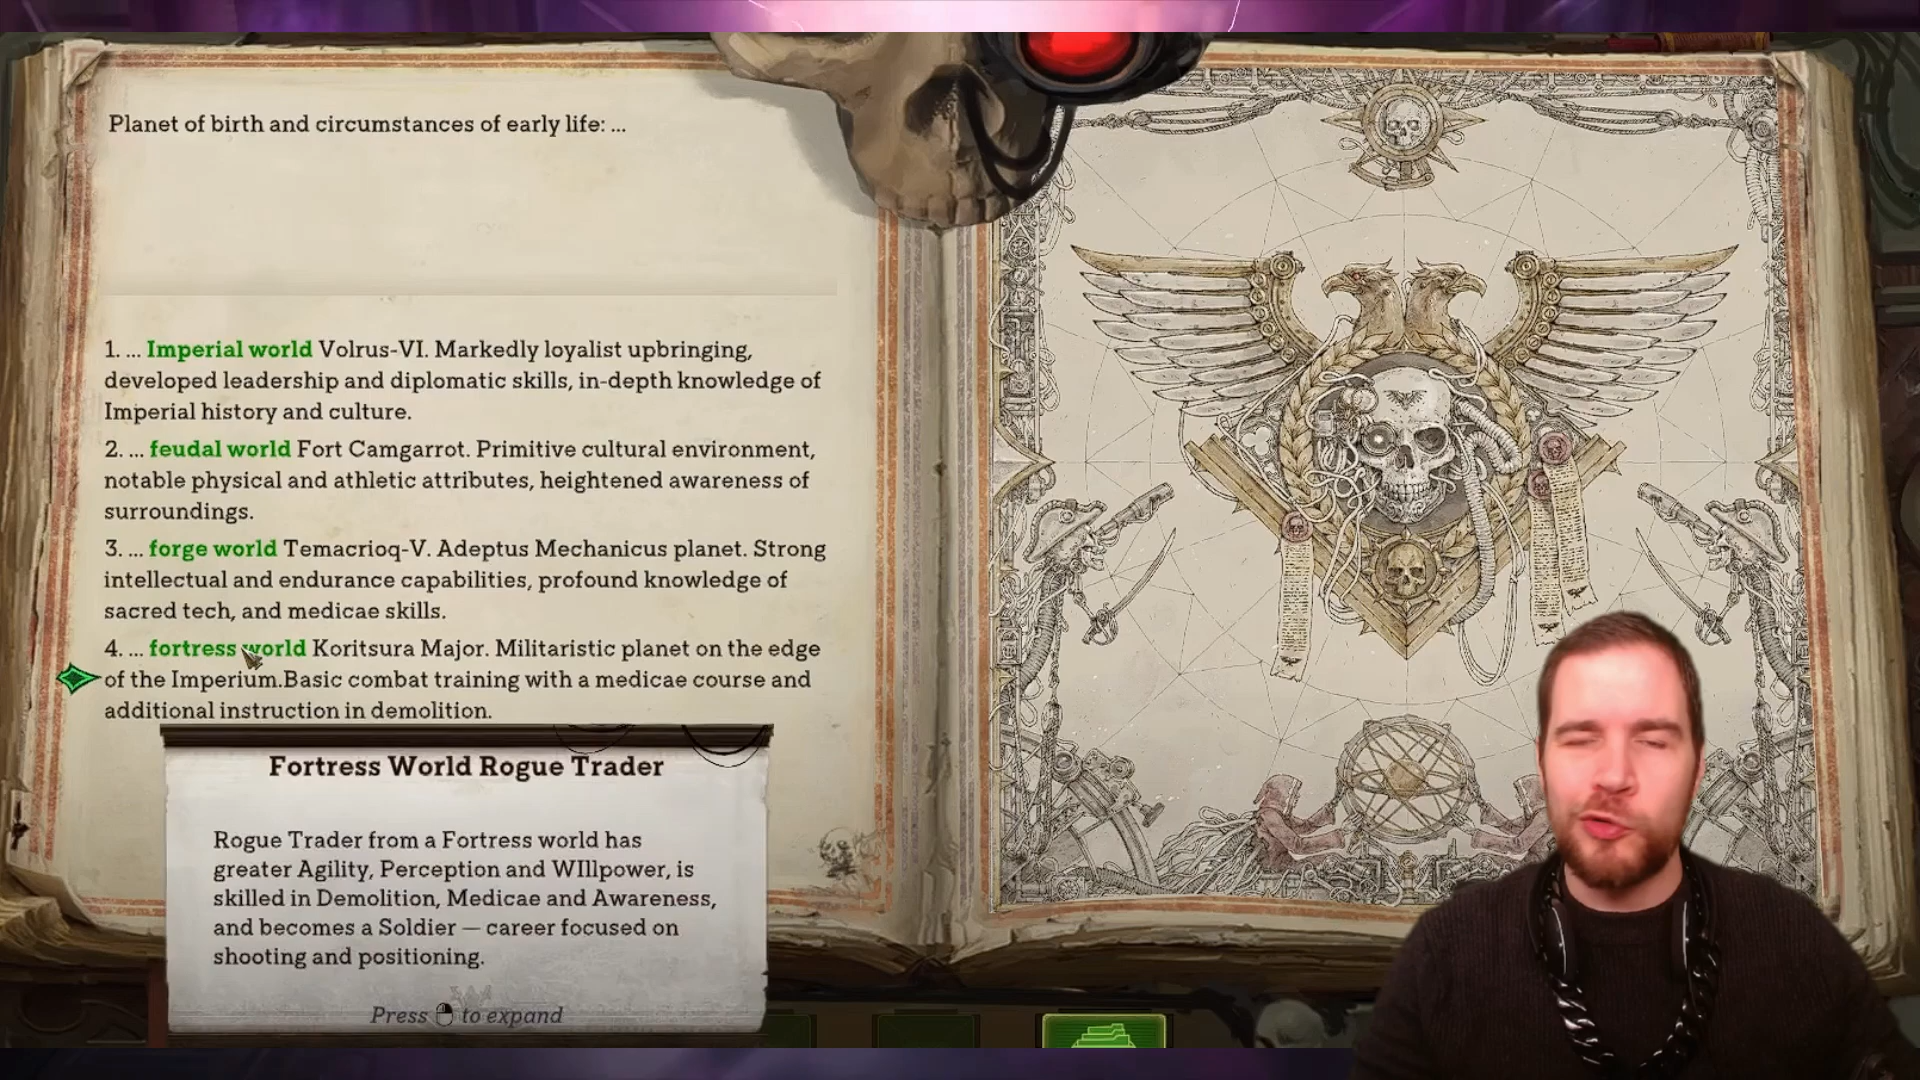 Planet of birth and circumstances of early life: ...
1. ... Imperial world Volrus-VI. Markedly loyalist upbringing,
developed leadership and diplomatic skills, in-depth knowledge of
Imperial history and culture.
2. ... feudal world Fort Camgarrot. Primitive cultural environment,
notable physical and athletic attributes, heightened awareness of
surroundings.
3. ... forge world Temacrioq-V. Adeptus Mechanicus planet. Strong
intellectual and endurance capabilities, profound knowledge of
sacred tech, and medicae skills.
4. ... fortress world Koritsura Major. Militaristic planet on the edge
of the Imperium.Basic combat training with a medicae course and
additional instruction in demolition.
Fortress World Rogue Trader
Rogue Trader from a Fortress world has
greater Agility, Perception and WIllpower, is
skilled in Demolition, Medicae and Awareness,
and becomes a Soldier — career focused on
shooting and positioning.
Press to expand